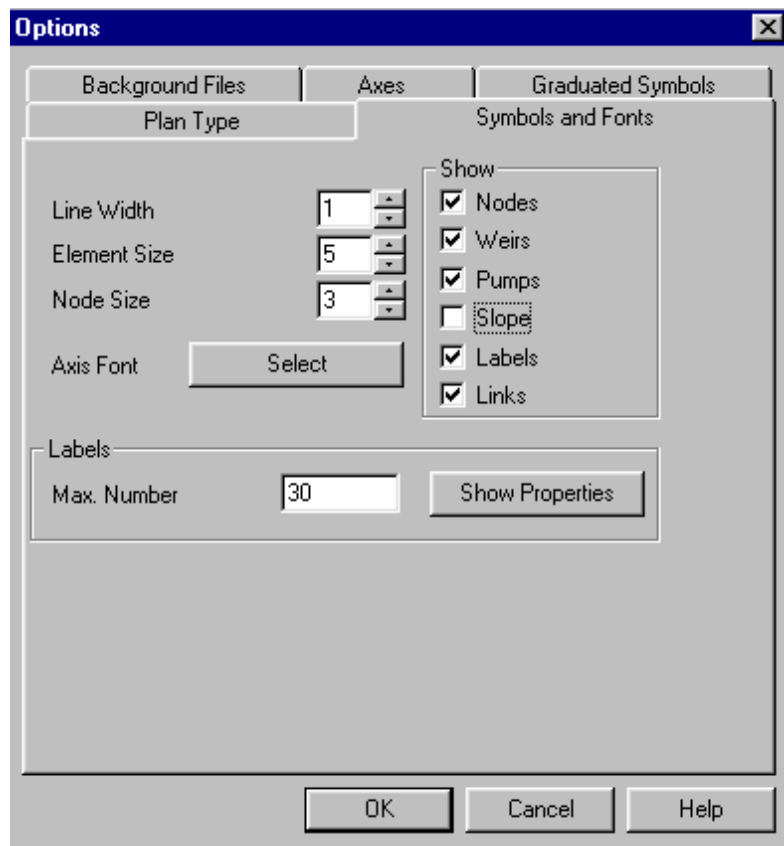 Options
Background Files
Axes
Graduated Symbols
Plan Type
Symbols and Fonts
Line Width 1
Element Size 5
Node Size 3
Axis Font Select
Show
Nodes
Weirs
Pumps
Slope
Labels
Links
Labels
Max. Number 30 Show Properties
OK Cancel Help